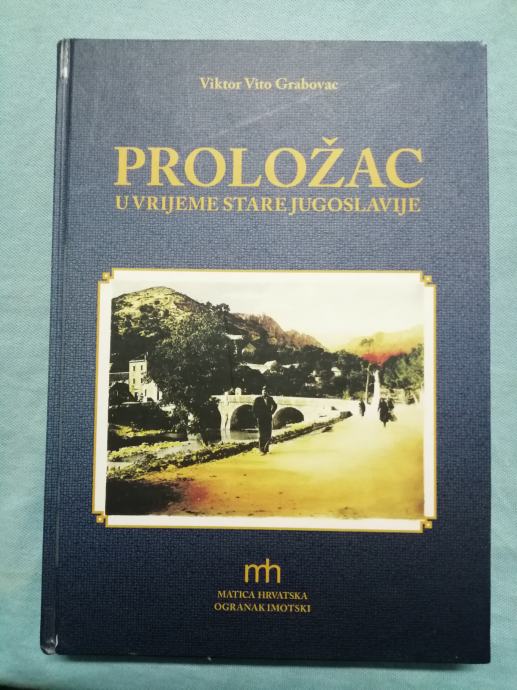 Viktor Vito Grabovac
PROLOŽAC
U VRIJEME STARE JUGOSLAVIJE
mh
MATICA HRVATSKA
OGRANAK IMOTSKI